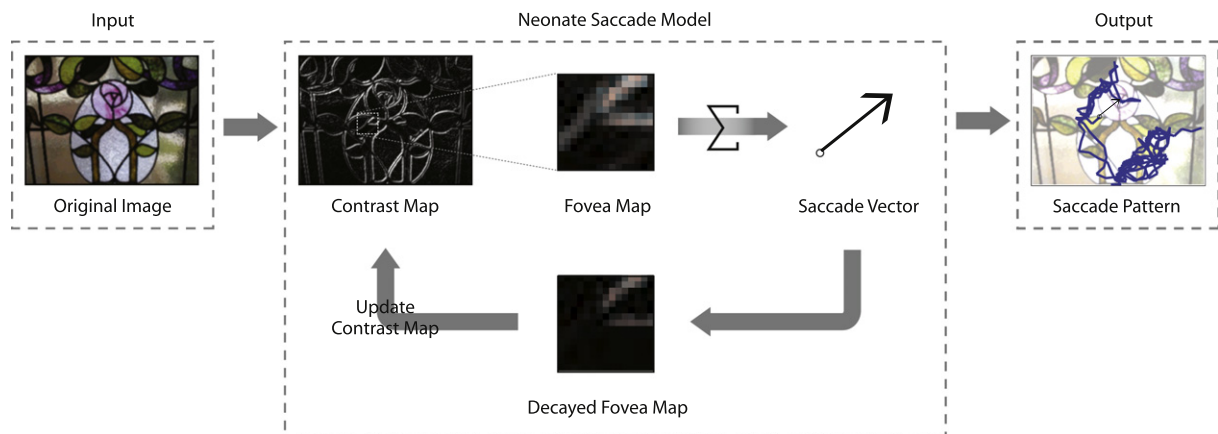 Input
Neonate Saccade Model
Output
Original Image
Contrast Map
Fovea Map
∑
Saccade Vector
Saccade Pattern
Update
Contrast Map
Decayed Fovea Map